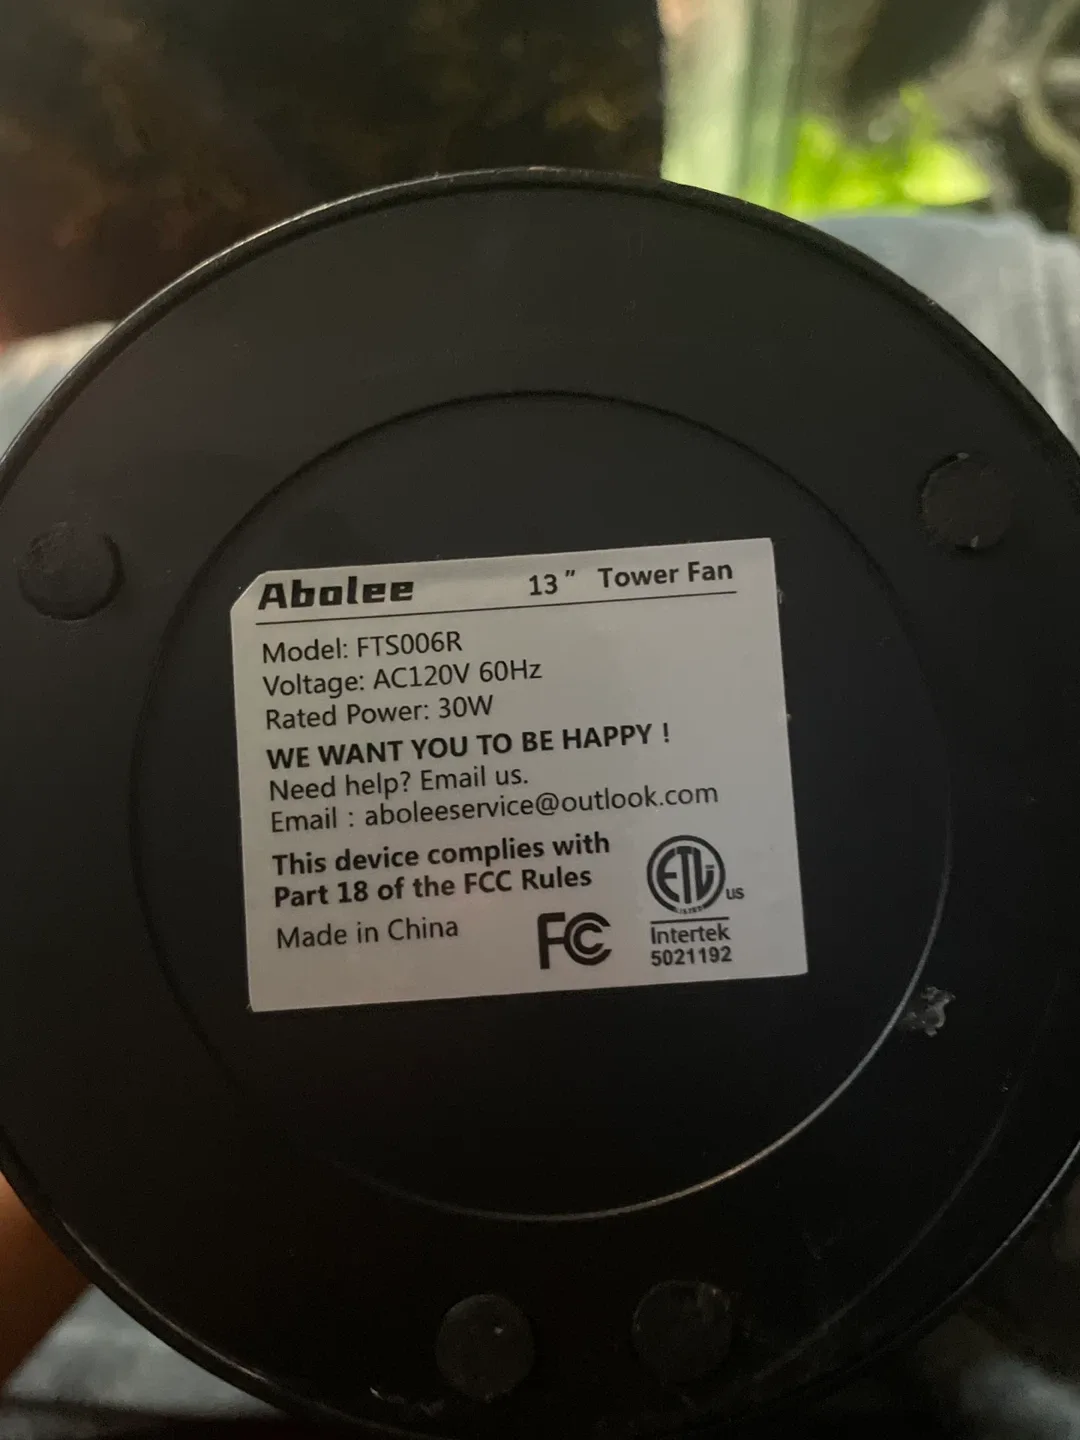 Abolee 13" Tower Fan
Model: FTS006R
Voltage: AC120V 60Hz
Rated Power: 30W
WE WANT YOU TO BE HAPPY !
Need help? Email us.
Email : aboleeservice@outlook.com
This device complies with
Part 18 of the FCC Rules
Made in China
FC
ETL US
LISTED
Intertek
5021192